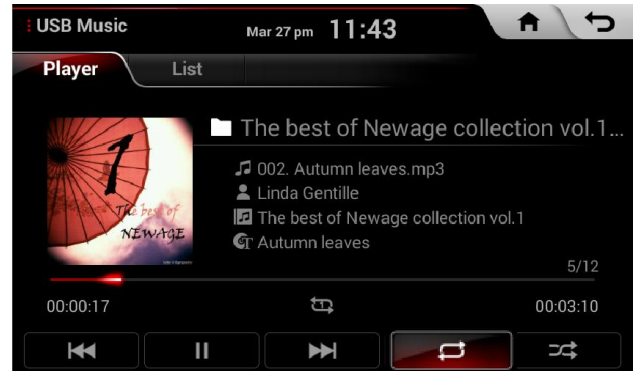 USB Music
Mar 27 pm 11:43
Player
List
The best of Newage collection vol.1...
002. Autumn leaves.mp3
Linda Gentille
The best of Newage collection vol.1
Autumn leaves
1
The best of
NEWAGE
5/12
00:00:17
00:03:10